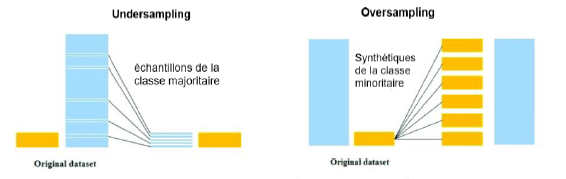 Undersampling
échantillons de la
classe majoritaire
Original dataset
Oversampling
Synthétiques
de la classe
minoritaire
Original dataset